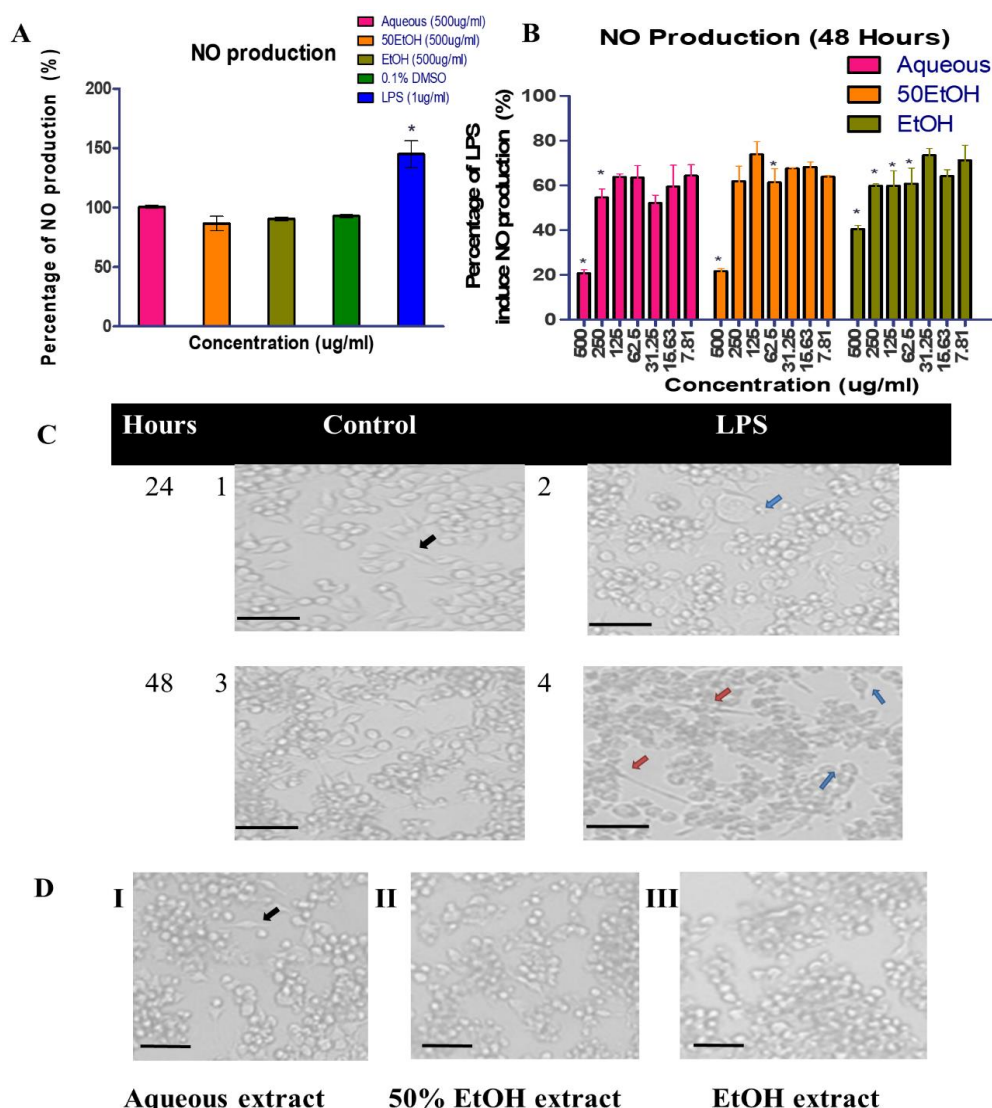 A
NO production
Aqueous (500ug/ml)
50EtOH (500ug/ml)
EtOH (500ug/ml)
0.1% DMSO
LPS (1ug/ml)
Percentage of NO production (%)
200
150
100
50
0
*
Concentration (ug/ml)
B
NO Production (48 Hours)
Aqueous
50EtOH
EtOH
Percentage of LPS
induce NO production (%)
100
80
60
40
20
0
* * * * * * * *
500 250 125 62.5 31.25 15.63 7.81 500 250 125 62.5 31.25 15.63 7.81 500 250 125 62.5 31.25 15.63 7.81
Concentration (ug/ml)
C
Hours Control LPS
24 1 2
48 3 4
D
I II III
Aqueous extract 50% EtOH extract EtOH extract